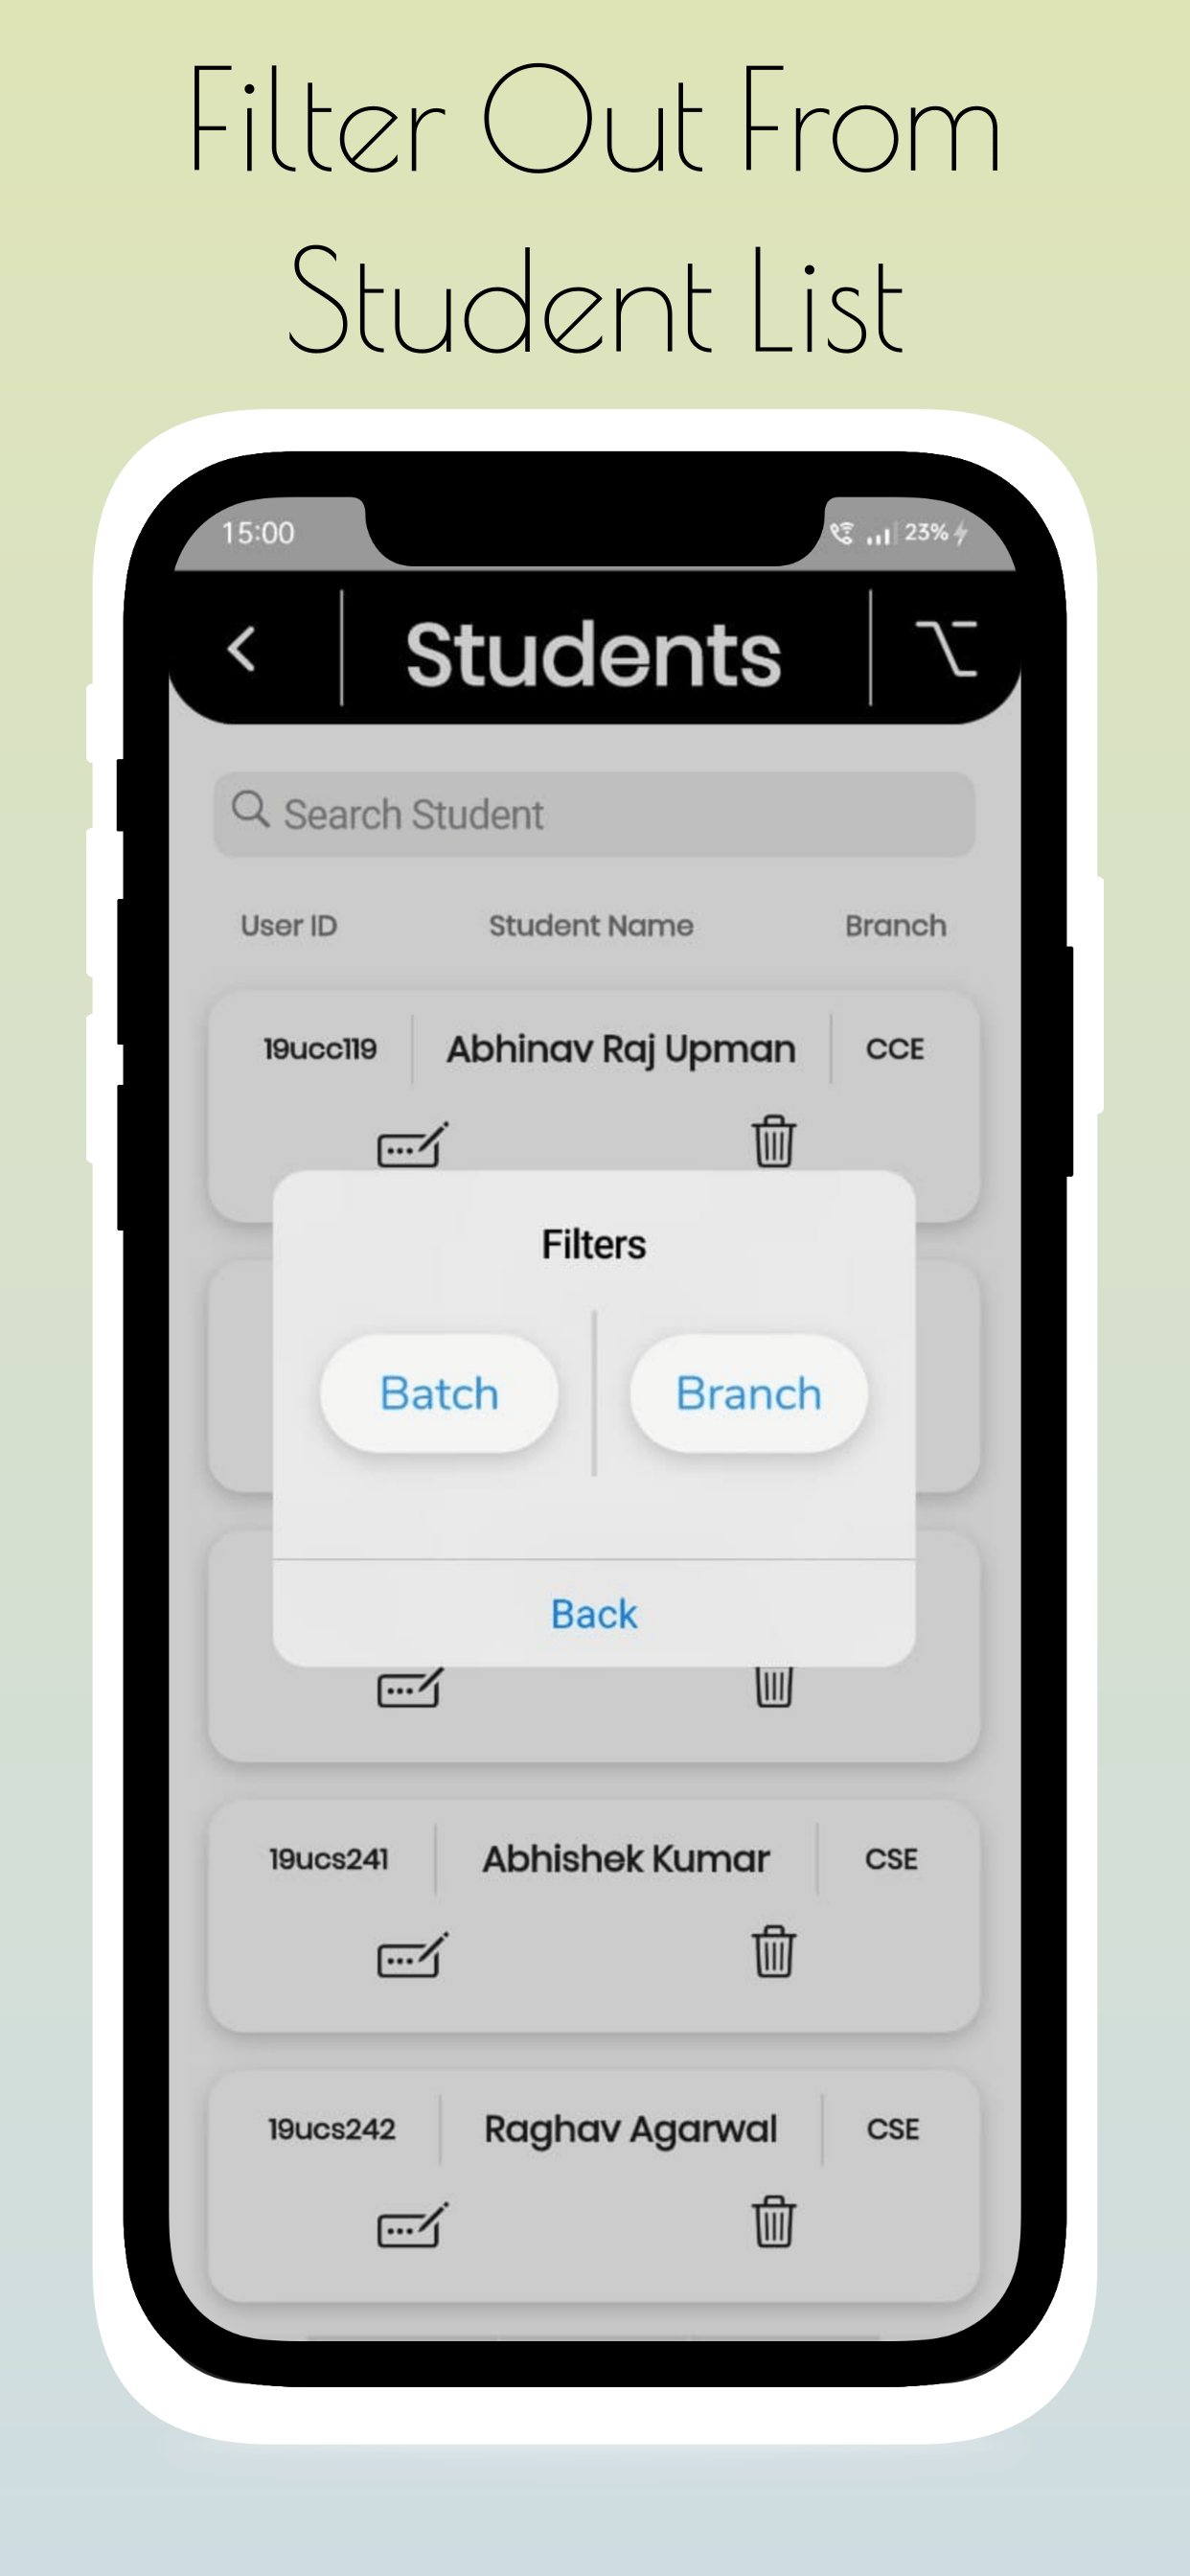 Filter Out From
Student List
15:00 23%
Students
Search Student
User ID Student Name Branch
19ucc119 Abhinav Raj Upman CCE
Filters
Batch Branch
Back
19ucs241 Abhishek Kumar CSE
19ucs242 Raghav Agarwal CSE